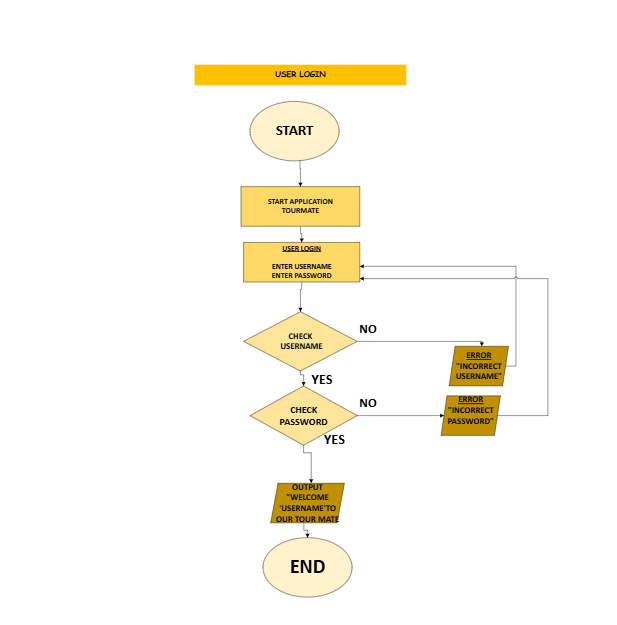 USER LOGIN
START
START APPLICATION
TOURMATE
USER LOGIN
ENTER USERNAME
ENTER PASSWORD
CHECK
USERNAME
NO
ERROR
"INCORRECT
USERNAME"
YES
CHECK
PASSWORD
NO
ERROR
"INCORRECT
PASSWORD"
YES
OUTPUT
"WELCOME
'USERNAME'TO
OUR TOUR MATE
END